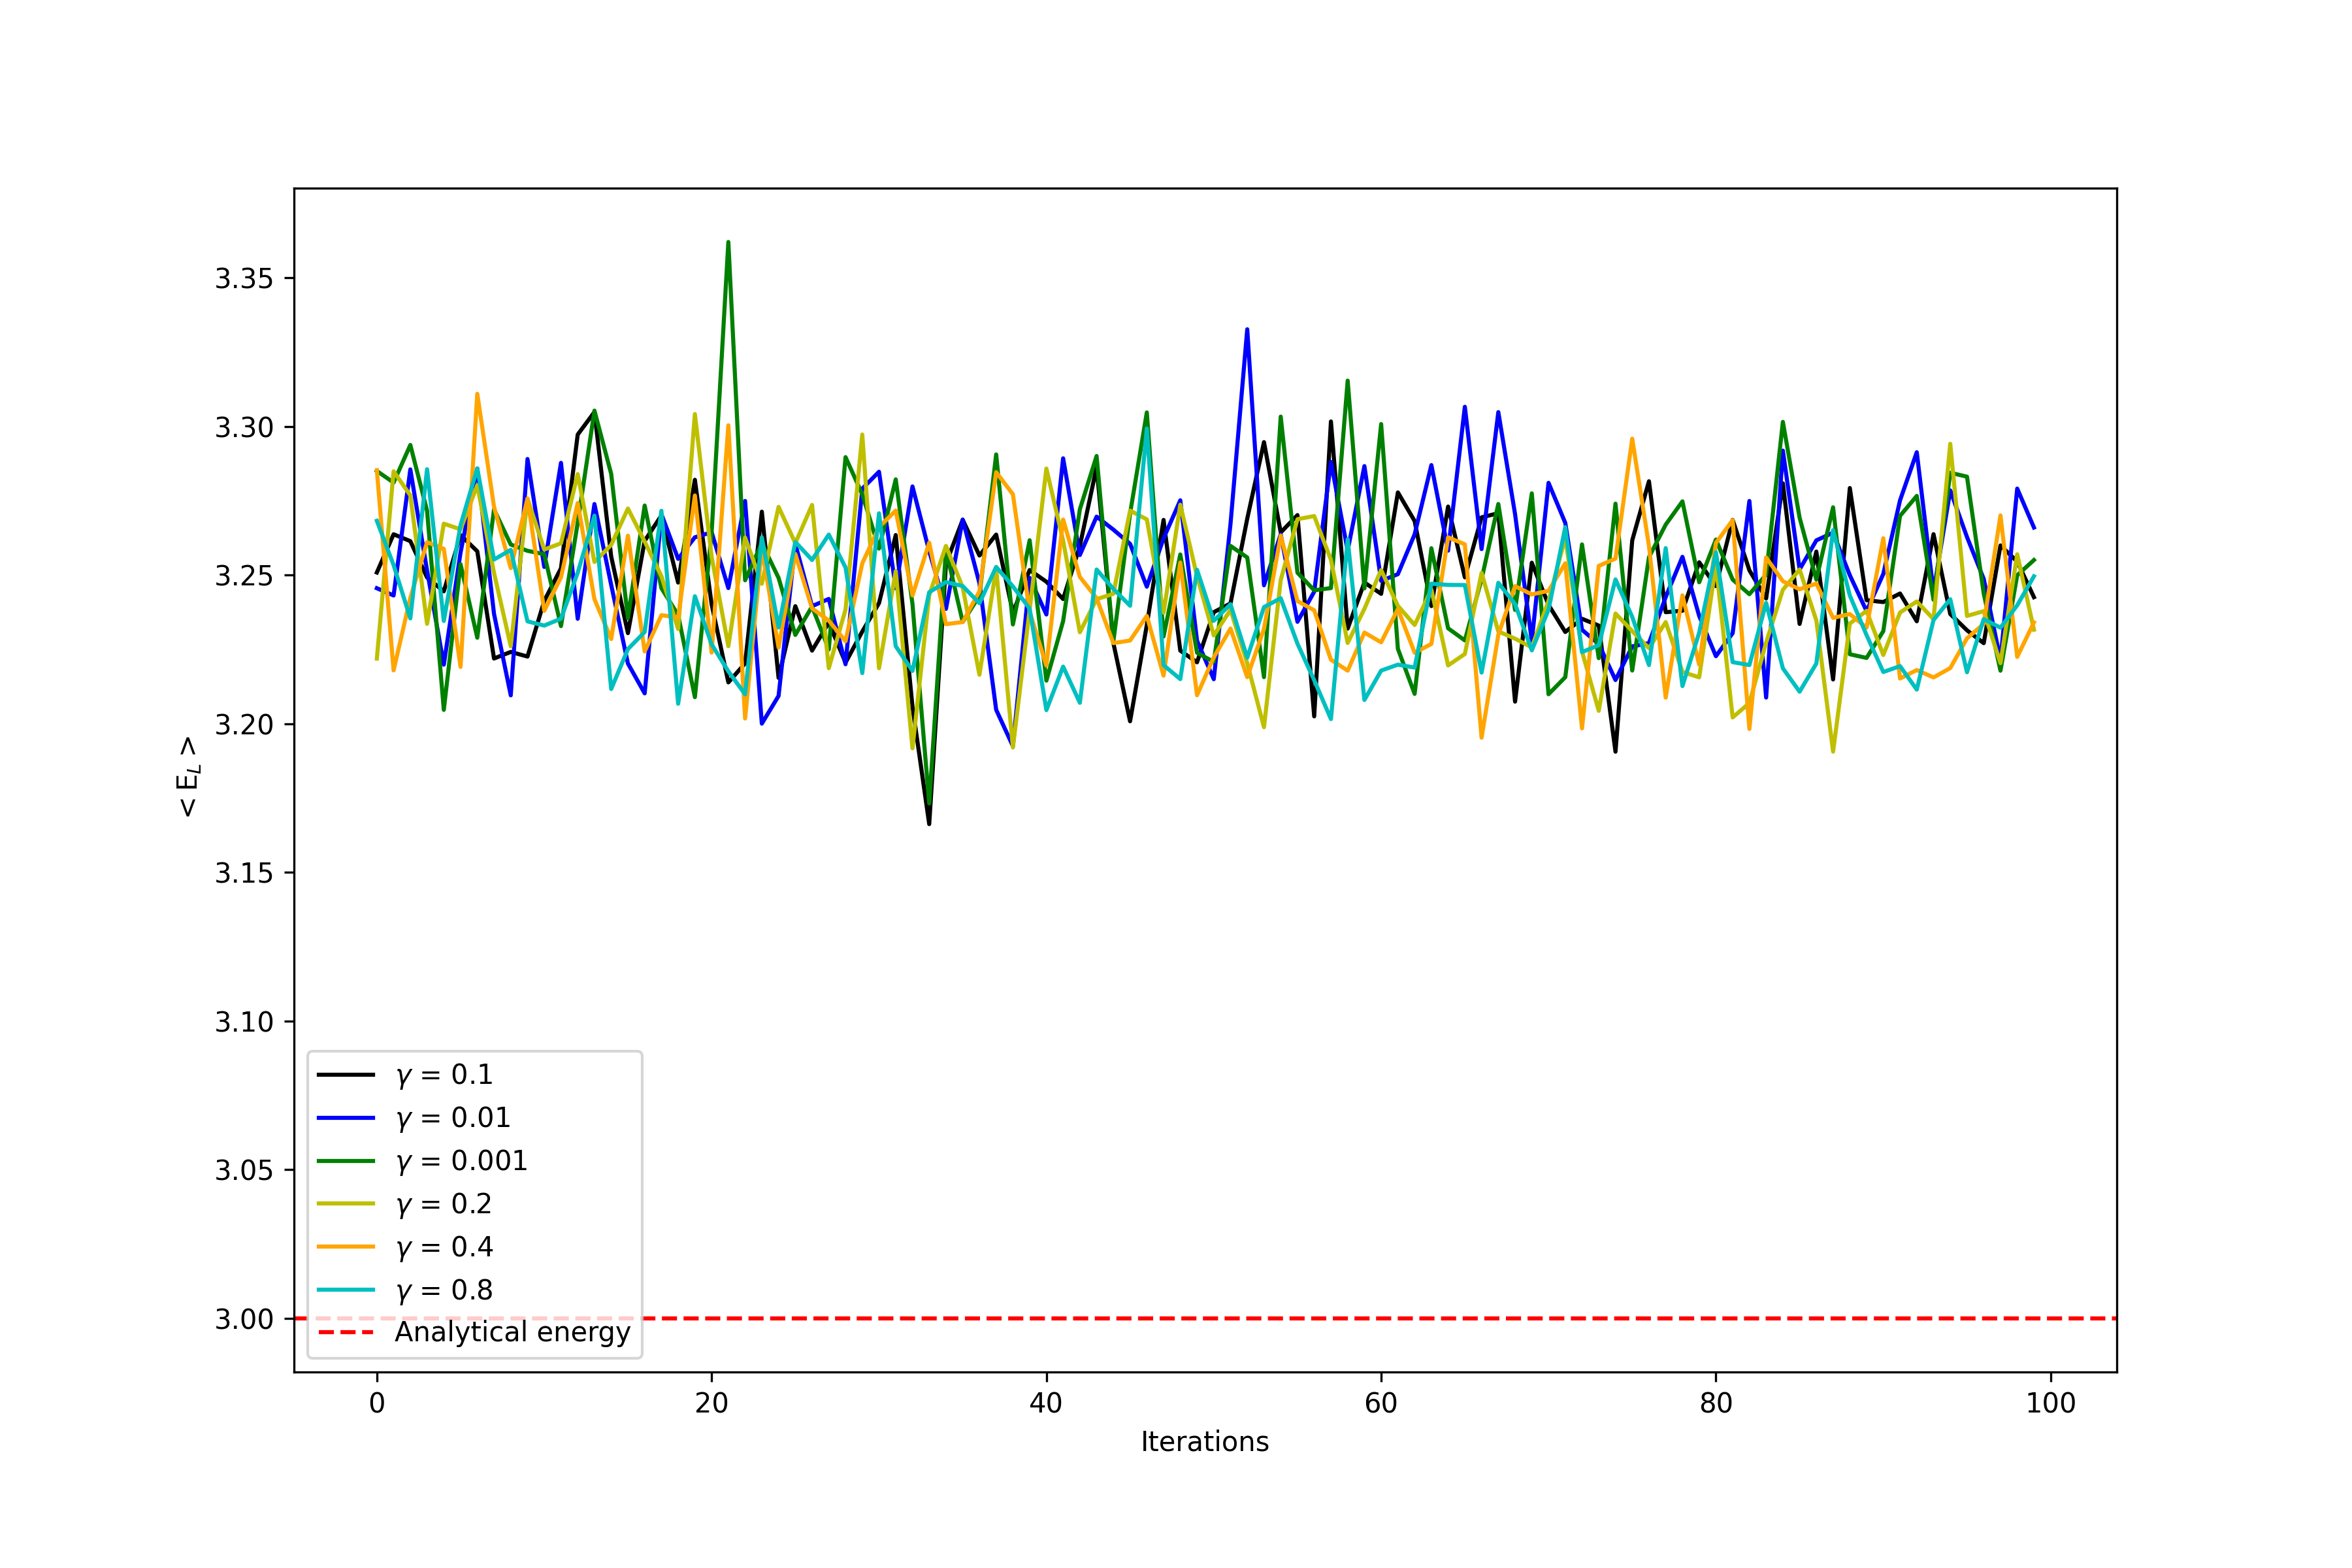 3.35
3.30
3.25
3.20
3.15
3.10
3.05
3.00
< E_L >
γ = 0.1
γ = 0.01
γ = 0.001
γ = 0.2
γ = 0.4
γ = 0.8
Analytical energy
0 20 40 60 80 100
Iterations